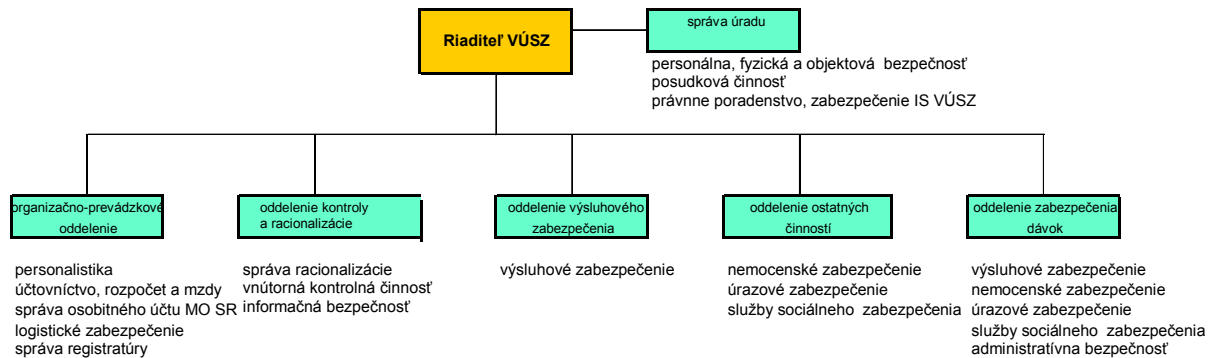 Riaditeľ VÚSZ
správa úradu
personálna, fyzická a objektová bezpečnosť
posudková činnosť
právnne poradenstvo, zabezpečenie IS VÚSZ
organizačno-prevádzkové
oddelenie
personalistika
účtovníctvo, rozpočet a mzdy
správa osobitného účtu MO SR
logistické zabezpečenie
správa registratúry
oddelenie kontroly
a racionalizácie
správa racionalizácie
vnútorná kontrolná činnosť
informačná bezpečnosť
oddelenie výsluhového
zabezpečenia
výsluhové zabezpečenie
oddelenie ostatných
činností
nemocenské zabezpečenie
úrazové zabezpečenie
služby sociálneho zabezpečenia
oddelenie zabezpečenia
dávok
výsluhové zabezpečenie
nemocenské zabezpečenie
úrazové zabezpečenie
služby sociálneho zabezpečenia
administratívna bezpečnosť